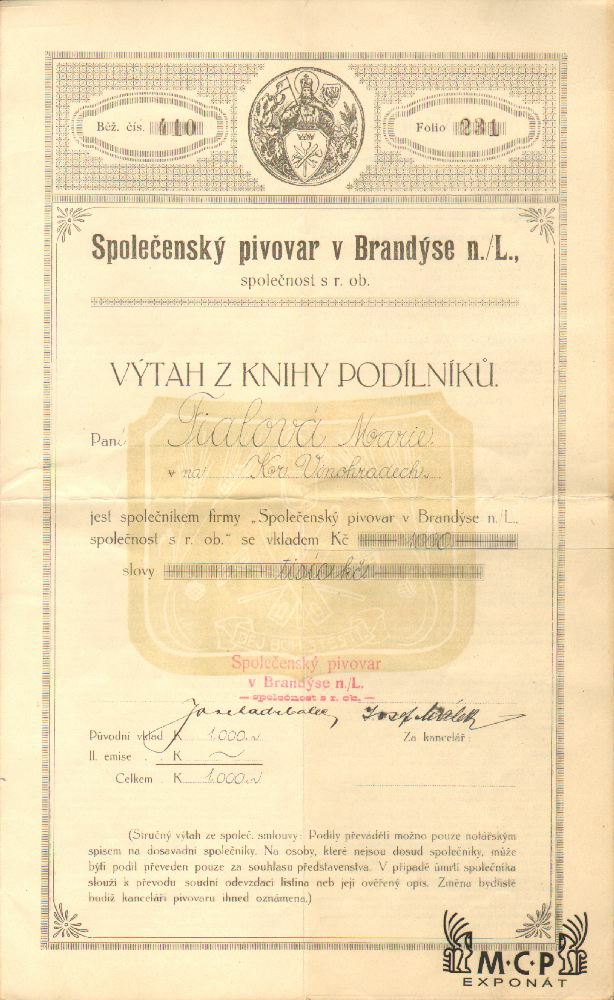 Běž. čís. 410
Folio 231
Společenský pivovar v Brandýse n./L.,
společnost s r. ob.
VÝTAH Z KNIHY PODÍLNÍKŮ.
Paní Fialová Marie
v na Kr. Vinohradech
jest společníkem firmy „Společenský pivovar v Brandýse n./L.,
společnost s r. ob.“ se vkladem Kč 1000
slovy tisíc kč
DEJ BŮH ŠTĚSTÍ
Společenský pivovar
v Brandýse n./L.
— společnost s r. ob. —
Josef
Původní vklad K 1.000.
Za kancelář:
II. emise . K
Celkem . K 1.000.
(Stručný výtah ze společ. smlouvy: Podíly převáděti možno pouze notářským
spisem na dosavadní společníky. Na osoby, které nejsou dosud společníky, může
býti podíl převeden pouze za souhlasu představenstva. V případě úmrtí společníka
slouží k převodu soudní odevzdací listina neb její ověřený opis. Změna bydliště
budiž kanceláři pivovaru ihned oznámena.)
M·C·P
EXPONÁT